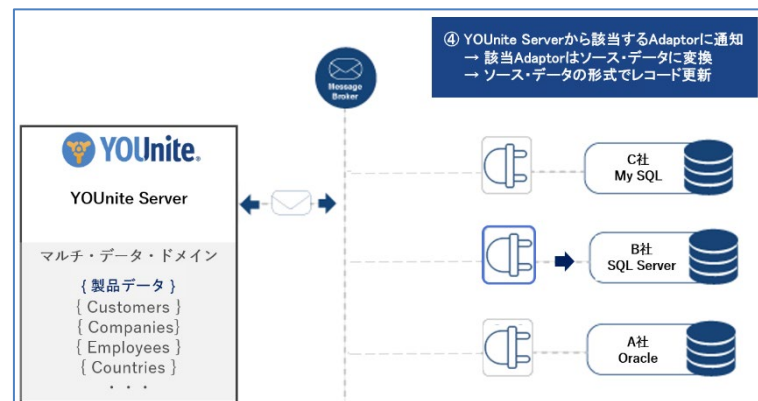 ④ YOUnite Serverから該当するAdaptorに通知
→ 該当Adaptorはソース・データに変換
→ ソース・データの形式でレコード更新
Message
Broker
YOUnite.
YOUnite Server
マルチ・データ・ドメイン
{ 製品データ }
{ Customers }
{ Companies}
{ Employees }
{ Countries }
・・・
C社
My SQL
B社
SQL Server
A社
Oracle